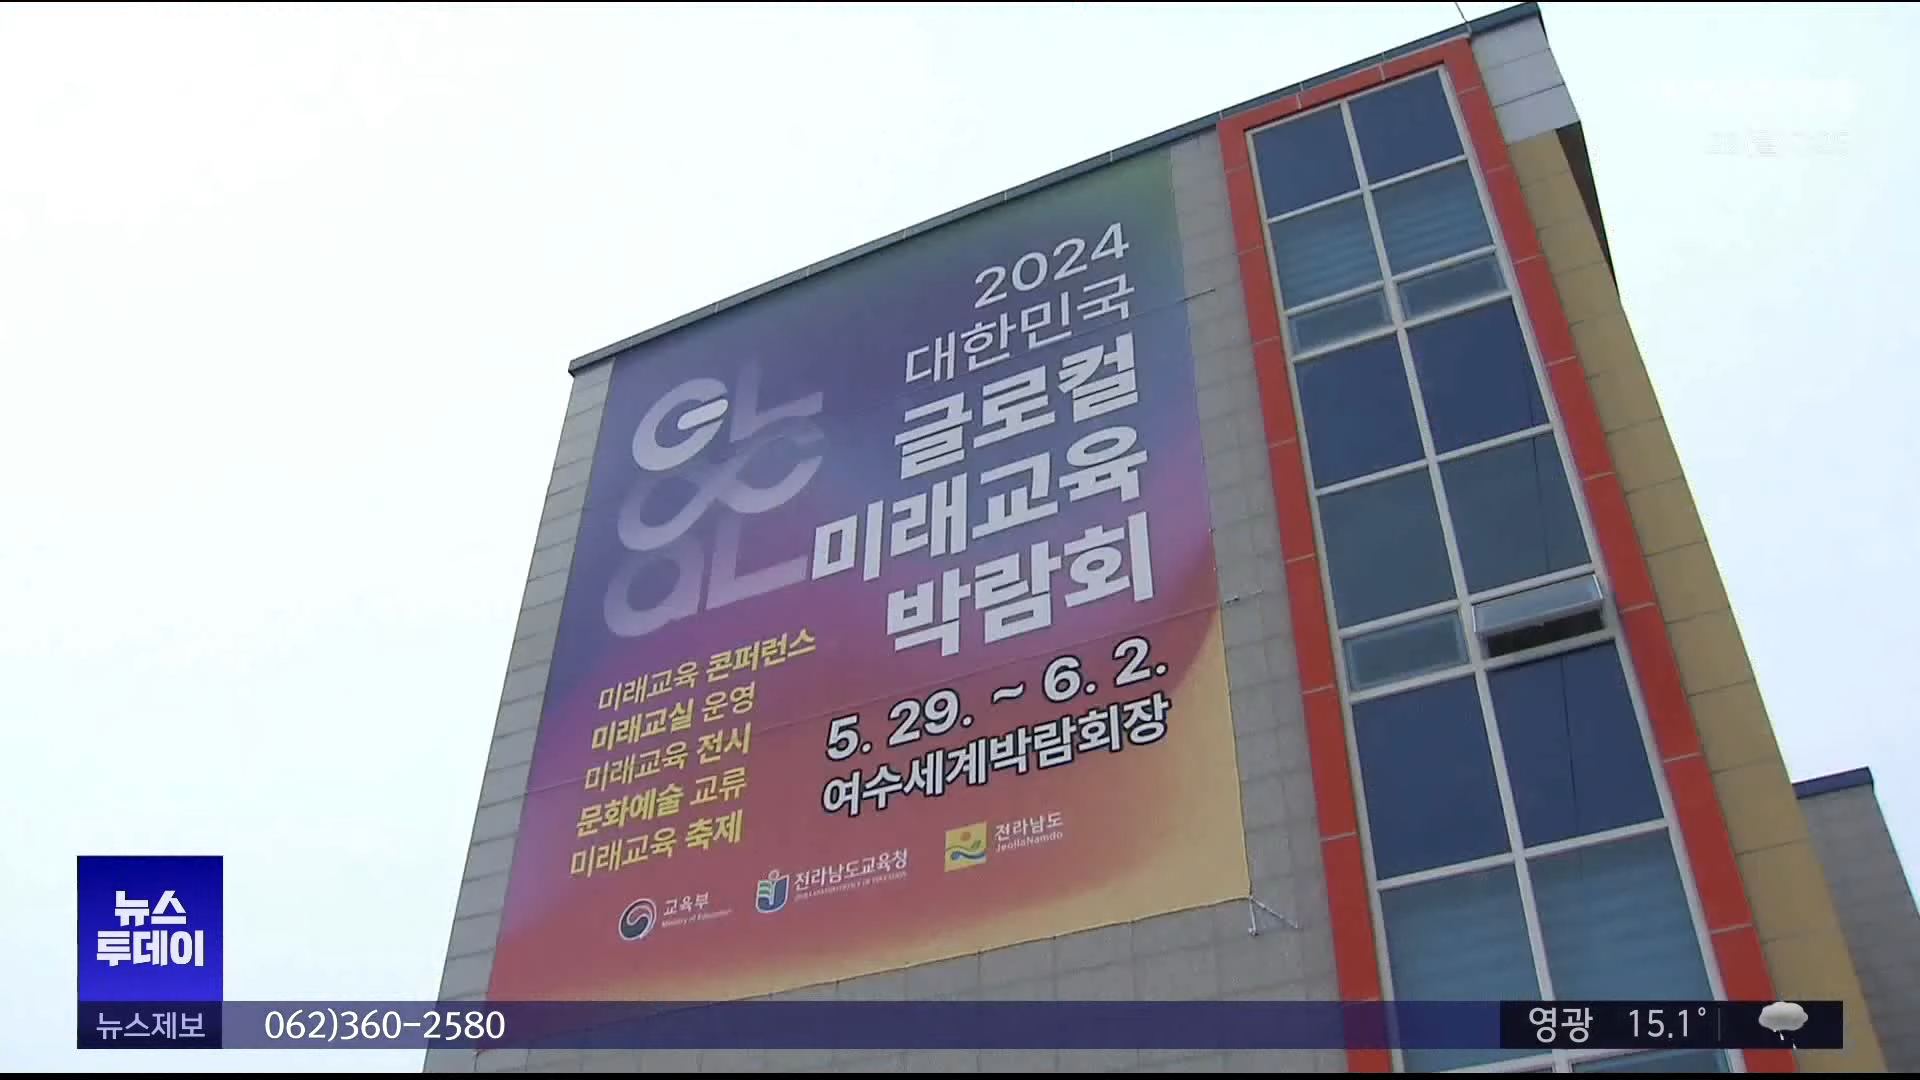 2024
대한민국
글로컬
미래교육
박람회
GLOCAL
5. 29. ~ 6. 2.
여수세계박람회장
미래교육 콘퍼런스
미래교실 운영
미래교육 전시
문화예술 교류
미래교육 축제
교육부
Ministry of Education
전라남도교육청
전라남도
JeollaNamdo
뉴스
투데이
뉴스제보 062)360-2580
영광 15.1°